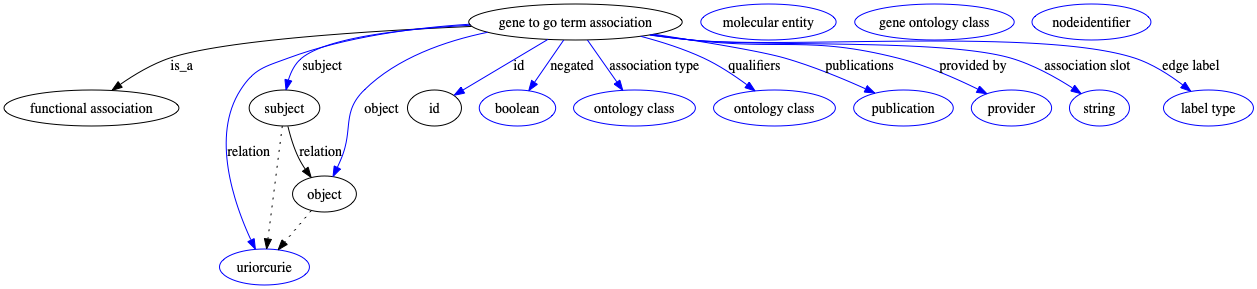 gene to go term association
molecular entity
gene ontology class
nodeidentifier
is_a
subject
object
id
negated
association type
qualifiers
publications
provided by
association slot
edge label
functional association
subject
id
boolean
ontology class
ontology class
publication
provider
string
label type
relation
relation
object
uriorcurie